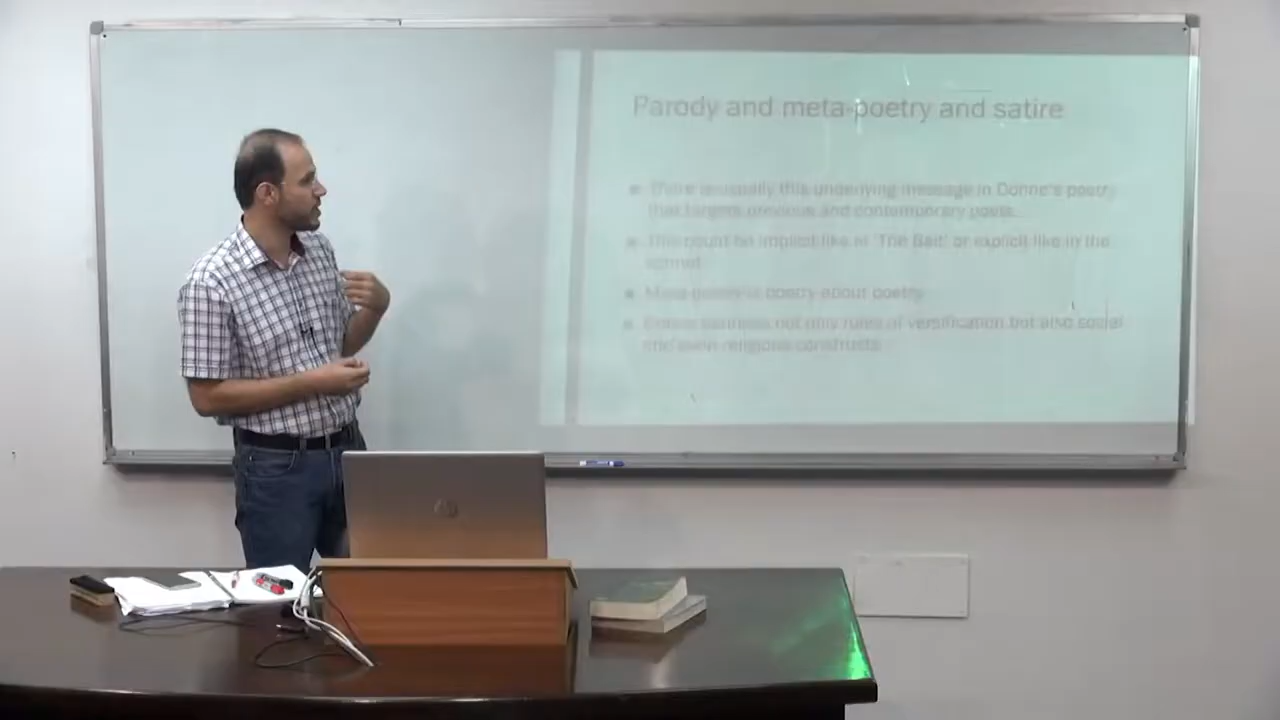 Parody and meta-poetry and satire
There is usually this underlying message in Donne's poetry
that targets previous and contemporary poets.
This could be implicit like in 'The Bait' or explicit like in the
sonnet
Meta-poetry is poetry about poetry
not only rules of versification but also social
and even religious constructs
hp